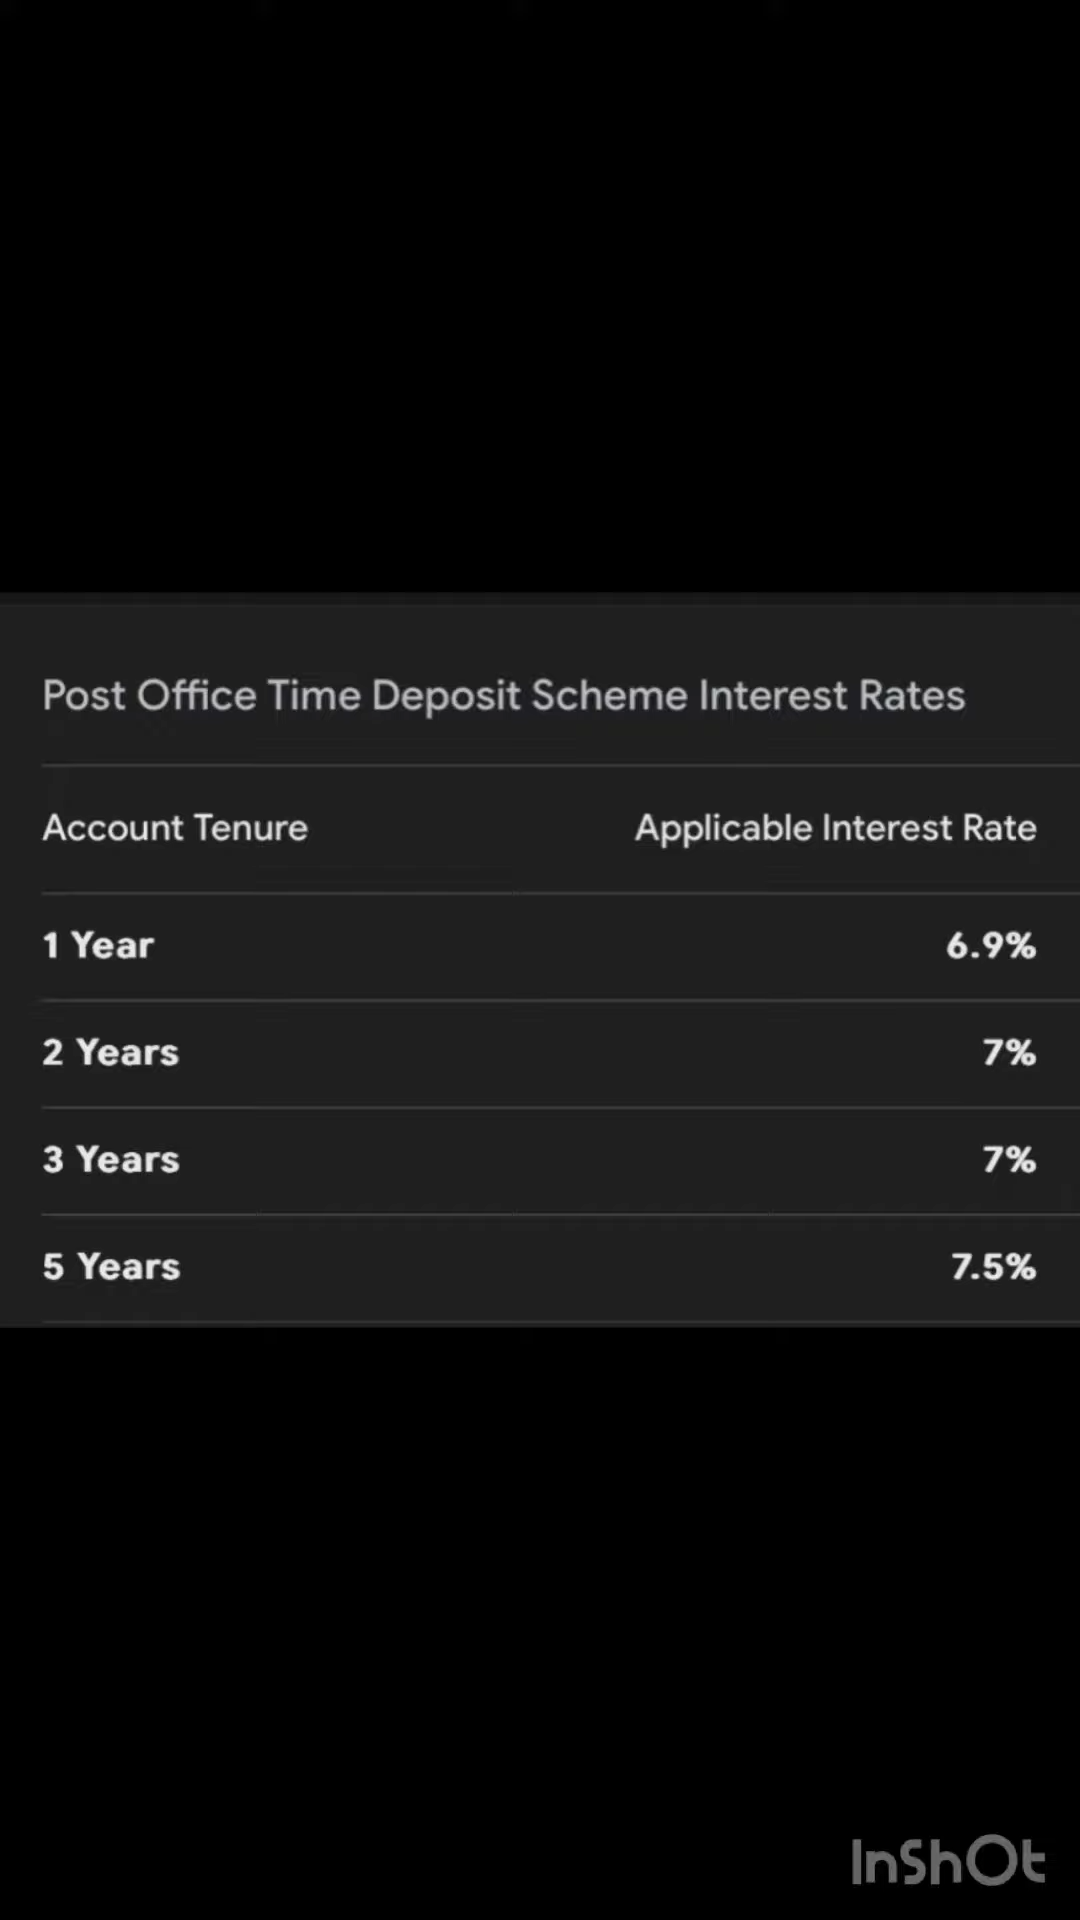 Post Office Time Deposit Scheme Interest Rates
Account Tenure Applicable Interest Rate
1 Year 6.9%
2 Years 7%
3 Years 7%
5 Years 7.5%
InShOt